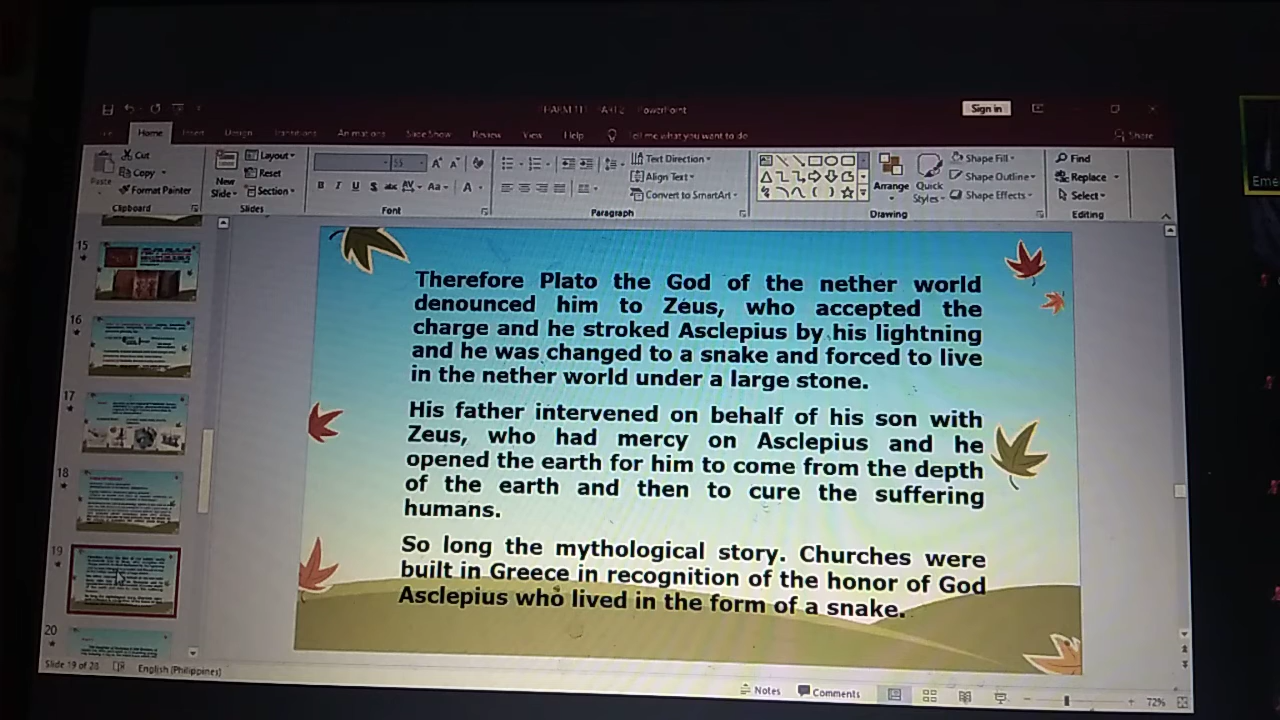 PowerPoint
Sign in
Home Insert Design Transitions Animations Slide Show Review View Help Tell me what you want to do Share
Cut
Copy
Format Painter
Paste
Clipboard
New Slide
Layout
Reset
Section
Slides
55
B I U S abc AV Aa A
Font
Text Direction
Align Text
Convert to SmartArt
Paragraph
Arrange
Quick Styles
Shape Fill
Shape Outline
Shape Effects
Drawing
Find
Replace
Select
Editing
15
16
17
18
19
20
Therefore Plato the God of the nether world
denounced him to Zeus, who accepted the
charge and he stroked Asclepius by his lightning
and he was changed to a snake and forced to live
in the nether world under a large stone.
His father intervened on behalf of his son with
Zeus, who had mercy on Asclepius and he
opened the earth for him to come from the depth
of the earth and then to cure the suffering
humans.
So long the mythological story. Churches were
built in Greece in recognition of the honor of God
Asclepius who lived in the form of a snake.
Slide 19 of 28 English (Philippines)
Notes Comments 72%
Eme